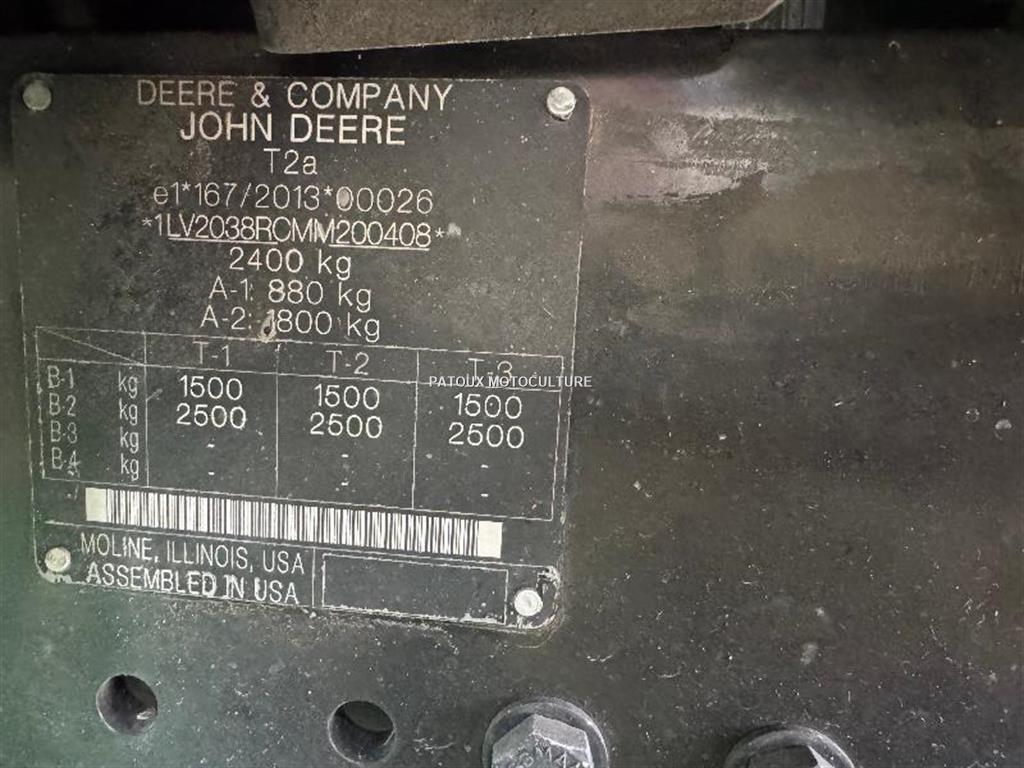 DEERE & COMPANY
JOHN DEERE
T2a
e1*167/2013*00026
*1LV2038RCMM200408*
2400 kg
A-1: 880 kg
A-2: 1800 kg
T-1 T-2 T-3
PATOUX MOTOCULTURE
B-1 kg 1500 1500 1500
B-2 kg 2500 2500 2500
B-3 kg - - -
B-4 kg - - -
MOLINE, ILLINOIS, USA
ASSEMBLED IN USA